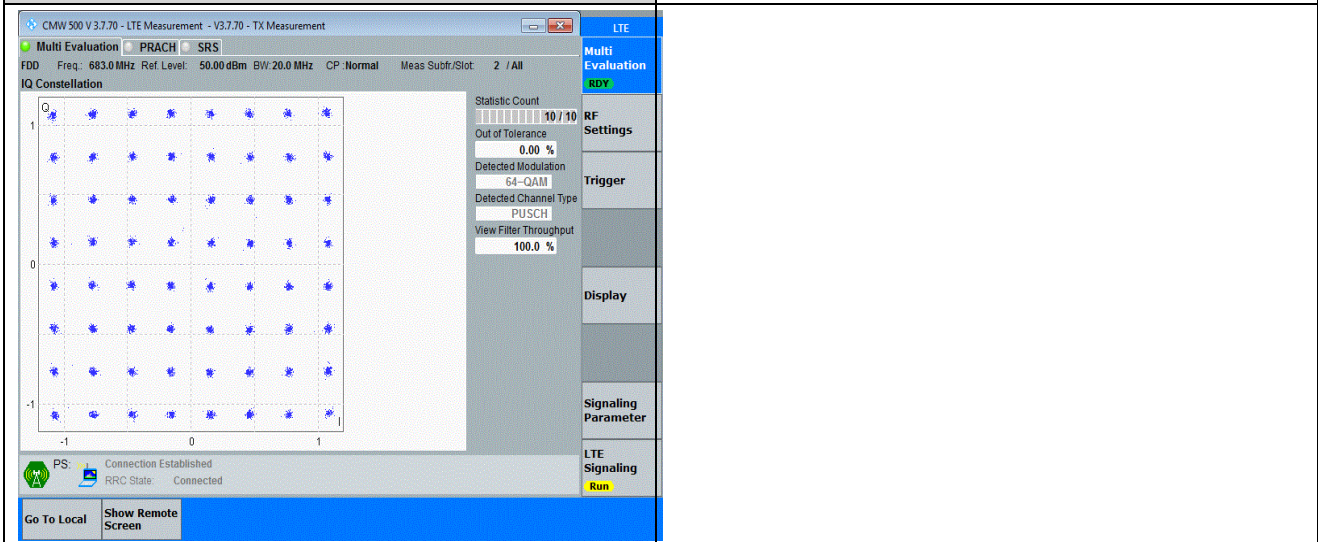 CMW 500 V 3.7.70 - LTE Measurement - V3.7.70 - TX Measurement
LTE
Multi Evaluation PRACH SRS
Multi
Evaluation
RDY
FDD Freq.: 683.0 MHz Ref. Level: 50.00 dBm BW: 20.0 MHz CP :Normal Meas Subfr./Slot: 2 / All
IQ Constellation
Q
1
0
-1
-1 0 1
I
Statistic Count
10 / 10
Out of Tolerance
0.00 %
Detected Modulation
64-QAM
Detected Channel Type
PUSCH
View Filter Throughput
100.0 %
RF
Settings
Trigger
Display
Signaling
Parameter
LTE
Signaling
Run
PS: Connection Established
RRC State: Connected
Go To Local
Show Remote
Screen